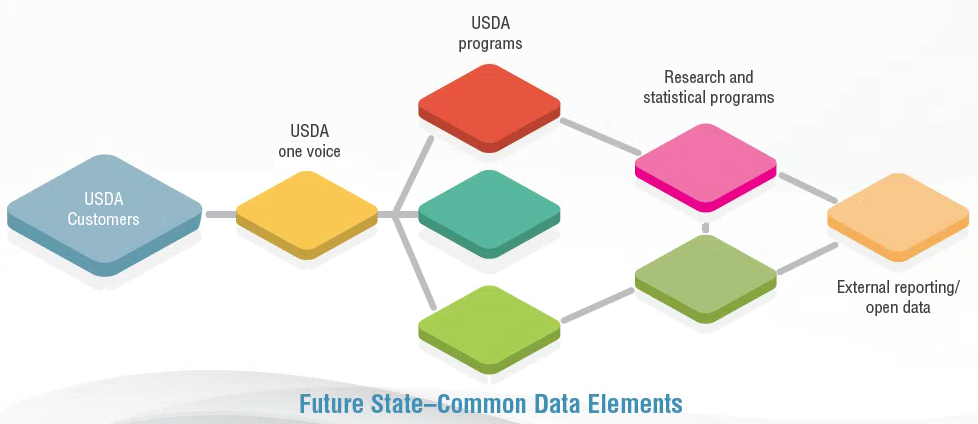 USDA
programs
Research and
statistical programs
USDA
one voice
USDA
Customers
External reporting/
open data
Future State–Common Data Elements